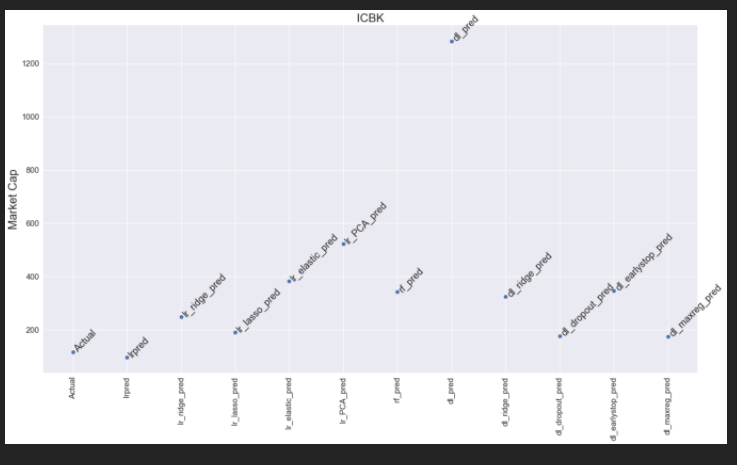 ICBK
Market Cap
1200
1000
800
600
400
200
Actual
lrpred
lr_ridge_pred
lr_lasso_pred
lr_elastic_pred
lr_PCA_pred
rf_pred
dl_pred
dl_ridge_pred
dl_dropout_pred
dl_earlystop_pred
dl_maxreg_pred
Actual
lrpred
lr_ridge_pred
lr_lasso_pred
lr_elastic_pred
lr_PCA_pred
rf_pred
dl_pred
dl_ridge_pred
dl_dropout_pred
dl_earlystop_pred
dl_maxreg_pred